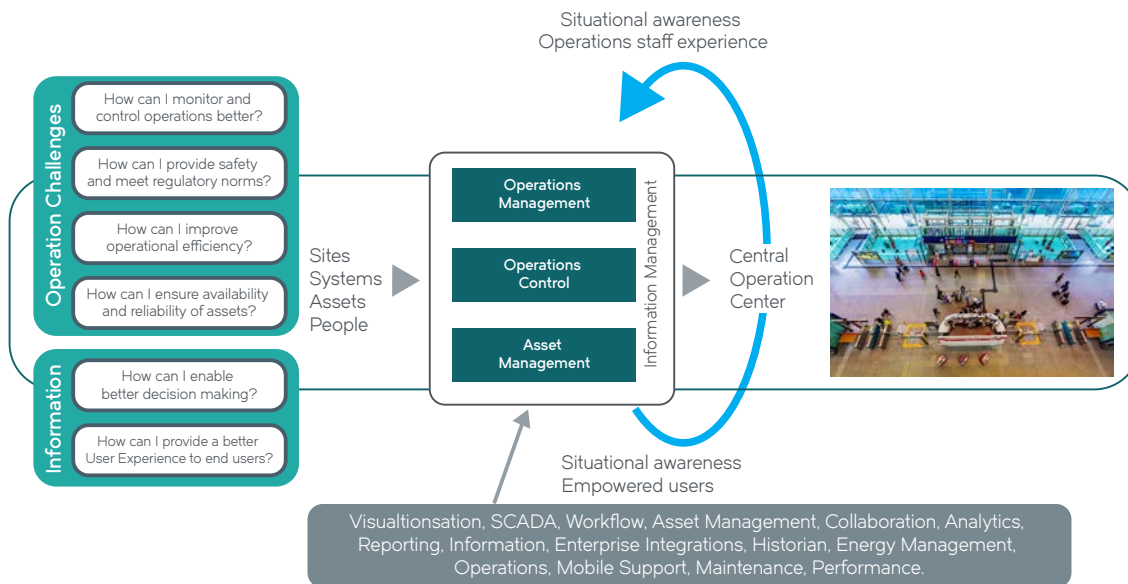 Situational awareness
Operations staff experience
Operation Challenges
How can I monitor and
control operations better?
How can I provide safety
and meet regulatory norms?
How can I improve
operational efficiency?
How can I ensure availability
and reliability of assets?
Information
How can I enable
better decision making?
How can I provide a better
User Experience to end users?
Sites
Systems
Assets
People
Operations
Management
Operations
Control
Asset
Management
Information Management
Central
Operation
Center
Situational awareness
Empowered users
Visualtionsation, SCADA, Workflow, Asset Management, Collaboration, Analytics,
Reporting, Information, Enterprise Integrations, Historian, Energy Management,
Operations, Mobile Support, Maintenance, Performance.